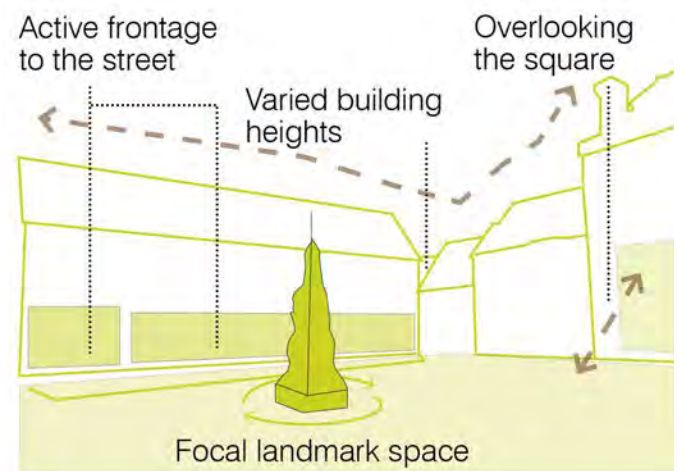 Active frontage
to the street
Overlooking
the square
Varied building
heights
Focal landmark space